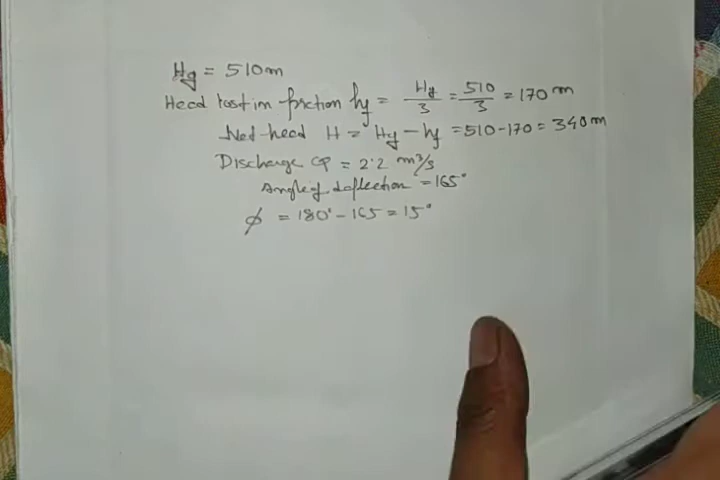 Hg = 510m
Head lost in friction hf = Hg/3 = 510/3 = 170 m
Net head H = Hg - hf = 510 - 170 = 340 m
Discharge Q = 2.2 m³/s
Angle of deflection = 165°
φ = 180° - 165 = 15°